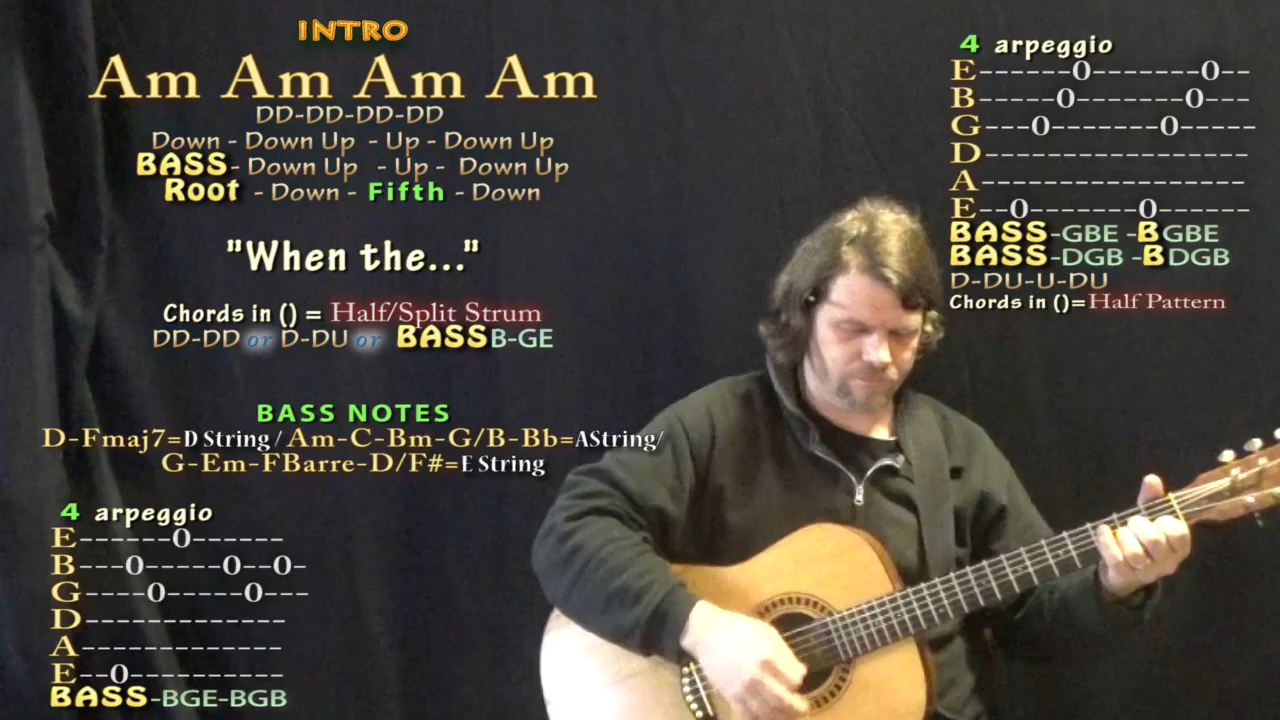 INTRO
Am Am Am Am
DD-DD-DD-DD
Down - Down Up - Up - Down Up
BASS - Down Up - Up - Down Up
Root - Down - Fifth - Down
"When the..."
Chords in () = Half/Split Strum
DD-DD or D-DU or BASS B-GE
BASS NOTES
D-Fmaj7=D String / Am-C-Bm-G/B-Bb=AString/
G-Em-FBarre-D/F#=E String
4 arpeggio
E------0------
B---0-----0--0-
G----0-----0---
D-------------
A-------------
E--0----------
BASS-BGE-BGB
4 arpeggio
E------0-------0--
B-----0-------0---
G---0-------0-----
D-----------------
A-----------------
E--0-------0------
BASS-GBE -BGBE
BASS-DGB -BDGB
D-DU-U-DU
Chords in ()=Half Pattern